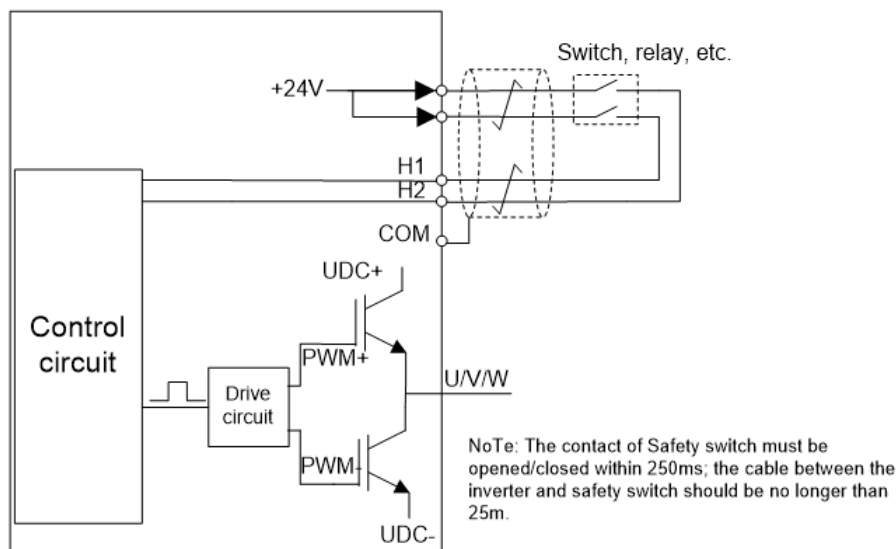 Switch, relay, etc.
+24V
H1
H2
COM
UDC+
Control
circuit
PWM+
U/V/W
Drive
circuit
PWM-
NoTe: The contact of Safety switch must be
opened/closed within 250ms; the cable between the
inverter and safety switch should be no longer than
25m.
UDC-